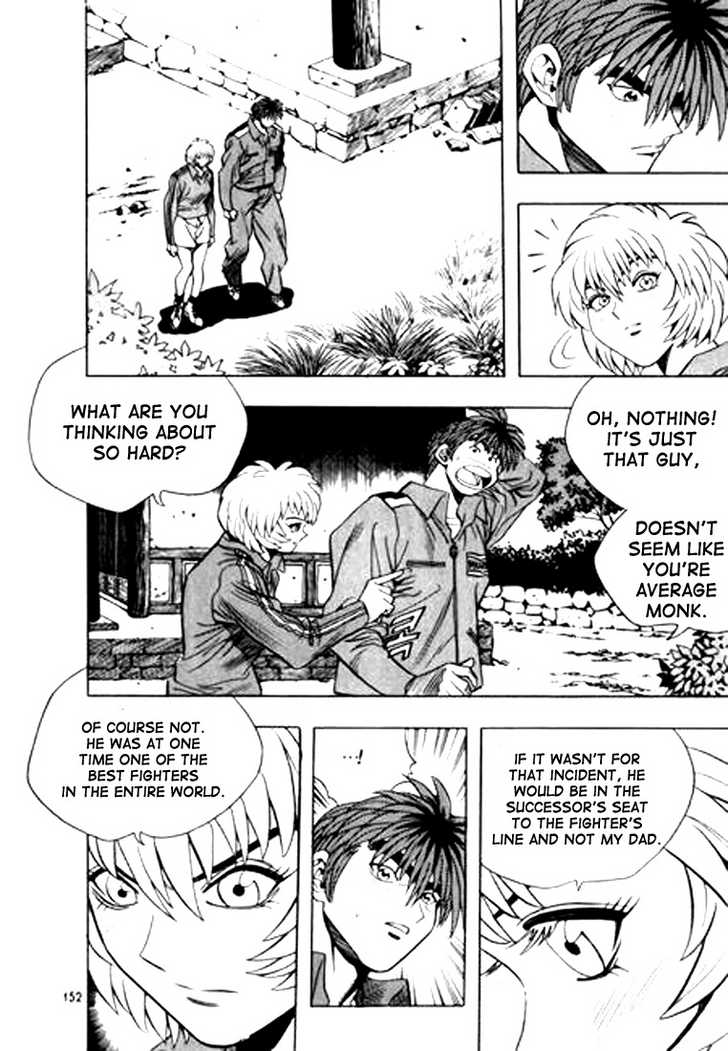 WHAT ARE YOU
THINKING ABOUT
SO HARD?
OH, NOTHING!
IT'S JUST
THAT GUY,
DOESN'T
SEEM LIKE
YOU'RE
AVERAGE
MONK.
OF COURSE NOT.
HE WAS AT ONE
TIME ONE OF THE
BEST FIGHTERS
IN THE ENTIRE WORLD.
...!
IF IT WASN'T FOR
THAT INCIDENT, HE
WOULD BE IN THE
SUCCESSOR'S SEAT
TO THE FIGHTER'S
LINE AND NOT MY DAD.
152